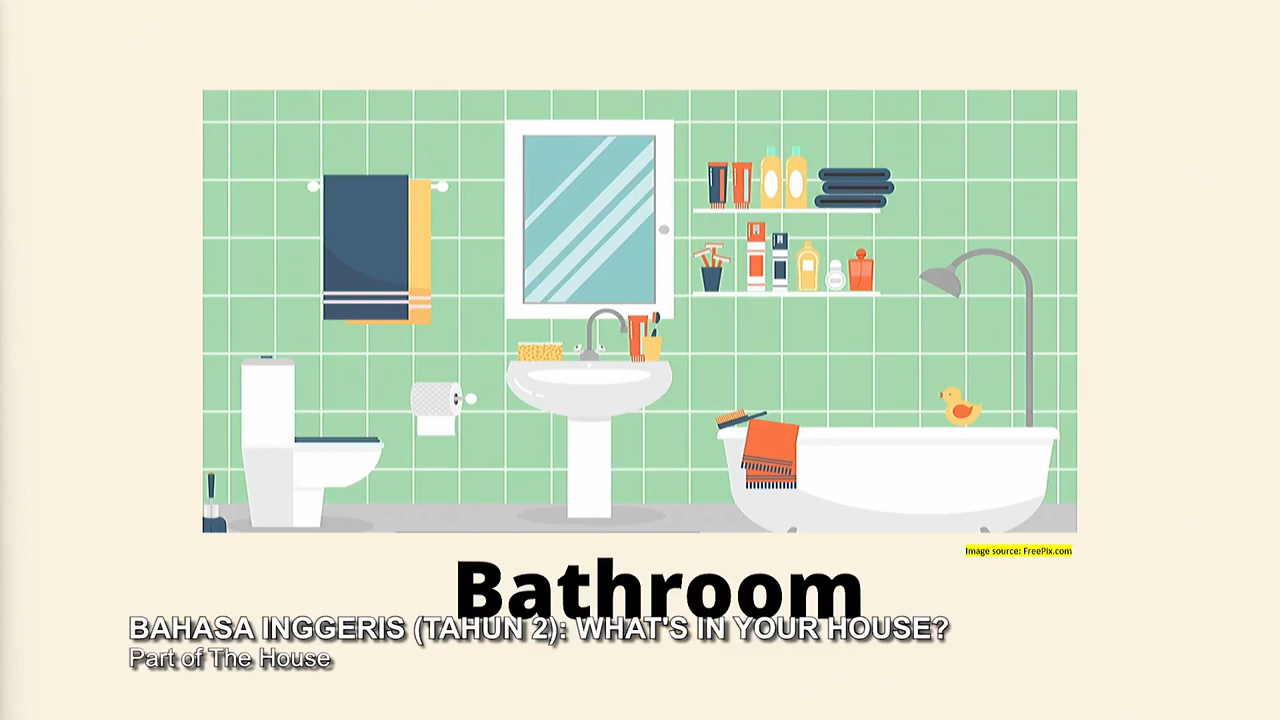 Image source: FreePix.com
Bathroom
BAHASA INGGERIS (TAHUN 2): WHAT'S IN YOUR HOUSE?
Part of The House